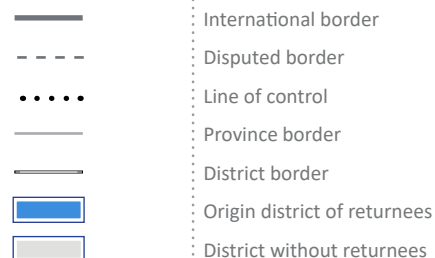 International border
Disputed border
Line of control
Province border
District border
Origin district of returnees
District without returnees